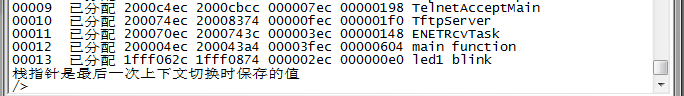 00009 已分配 2000c4ec 2000cbcc 000007ec 00000198 TelnetAcceptMain
00010 已分配 20007424c 20008374 00000fec 000001f0 TftpServer
00011 已分配 200070ec 2000743c 000003ec 00000148 ENETRcvTask
00012 已分配 200004ec 200043a4 00003fec 00000604 main function
00013 已分配 1fff062c 1fff0874 000002ec 000000e0 led1 blink
栈指针是最后一次上下文切换时保存的值
/>